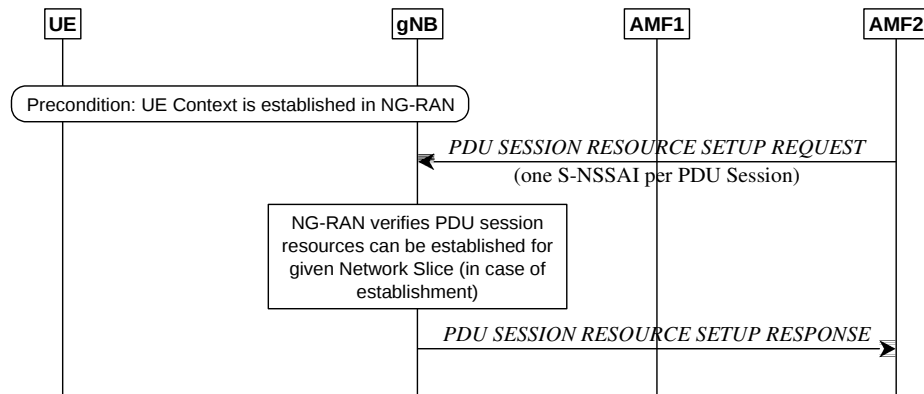 UE gNB AMF1 AMF2
Precondition: UE Context is established in NG-RAN
PDU SESSION RESOURCE SETUP REQUEST
(one S-NSSAI per PDU Session)
NG-RAN verifies PDU session
resources can be established for
given Network Slice (in case of
establishment)
PDU SESSION RESOURCE SETUP RESPONSE